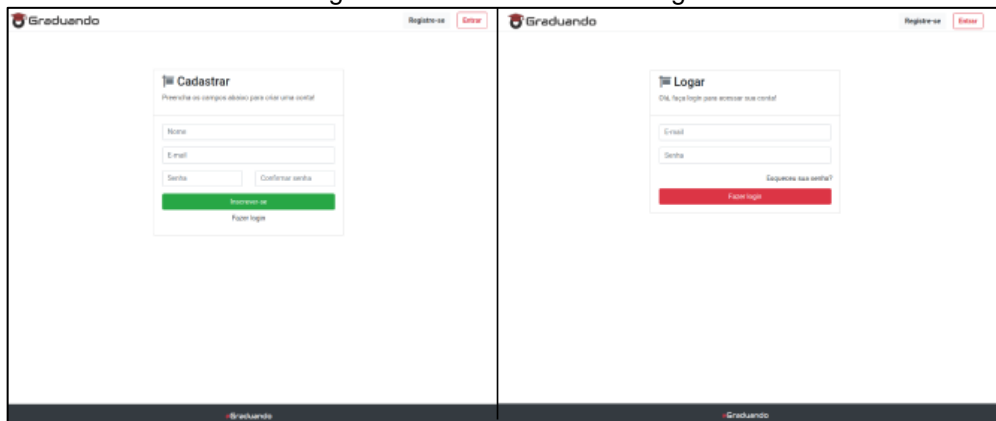 Graduando
Registre-se
Entrar
Cadastrar
Preencha os campos abaixo para criar uma conta!
Nome
E-mail
Senha
Confirmar senha
Inscrever-se
Fazer login
Graduando
Graduando
Registre-se
Entrar
Logar
Olá, faça login para acessar sua conta!
E-mail
Senha
Esqueceu sua senha?
Fazer login
Graduando